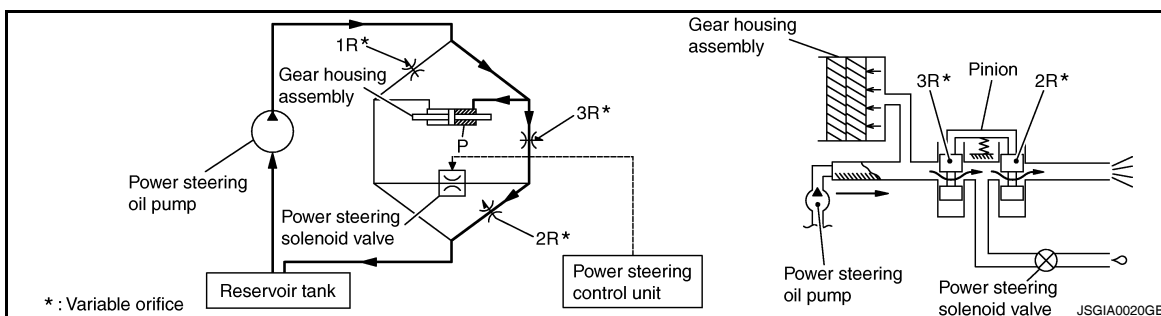 1R*
Gear housing
assembly
3R*
P
Power steering
oil pump
Power steering
solenoid valve
2R*
Reservoir tank
Power steering
control unit
* : Variable orifice
Gear housing
assembly
Pinion
3R*
2R*
Power steering
oil pump
Power steering
solenoid valve
JSGIA0020GB